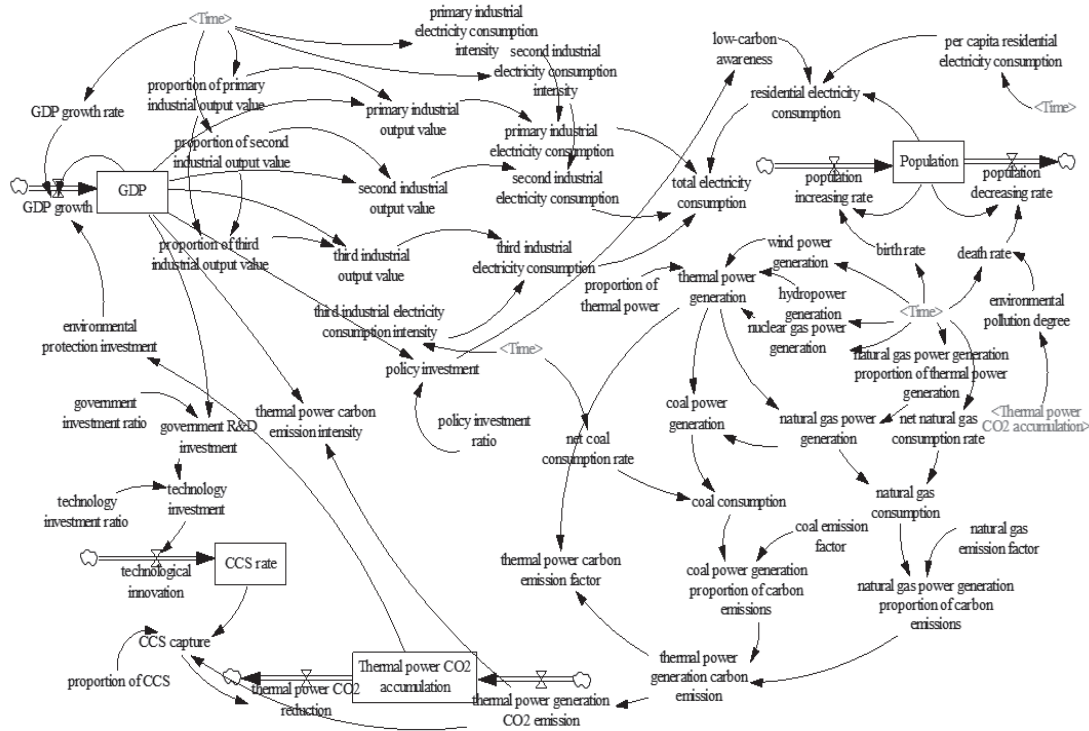 <Time>
primary industrial
electricity consumption
intensity
second industrial
electricity consumption
intensity
low-carbon
awareness
per capita residential
electricity consumption
<Time>
GDP growth rate
proportion of primary
industrial output value
primary industrial
output value
residential electricity
consumption
proportion of second
industrial output value
primary industrial
electricity consumption
GDP
GDP growth
second industrial
output value
second industrial
electricity consumption
total electricity
consumption
Population
population
increasing rate
population
decreasing rate
proportion of third
industrial output value
third industrial
output value
third industrial
electricity consumption
proportion of
thermal power
thermal power
generation
wind power
generation
hydropower
generation
nuclear gas power
generation
birth rate
death rate
<Time>
environmental
pollution degree
environmental
protection investment
third industrial electricity
consumption intensity
<Time>
policy investment
natural gas power generation
proportion of thermal power
generation
<Thermal power
CO2 accumulation>
government
investment ratio
government R&D
investment
thermal power carbon
emission intensity
policy investment
ratio
net coal
consumption rate
coal power
generation
natural gas power
generation
net natural gas
consumption rate
technology
investment ratio
technology
investment
coal consumption
natural gas
consumption
coal emission
factor
natural gas
emission factor
technological
innovation
CCS rate
thermal power carbon
emission factor
coal power generation
proportion of carbon
emissions
natural gas power generation
proportion of carbon
emissions
CCS capture
proportion of CCS
thermal power CO2
reduction
Thermal power CO2
accumulation
thermal power generation
CO2 emission
thermal power
generation carbon
emission